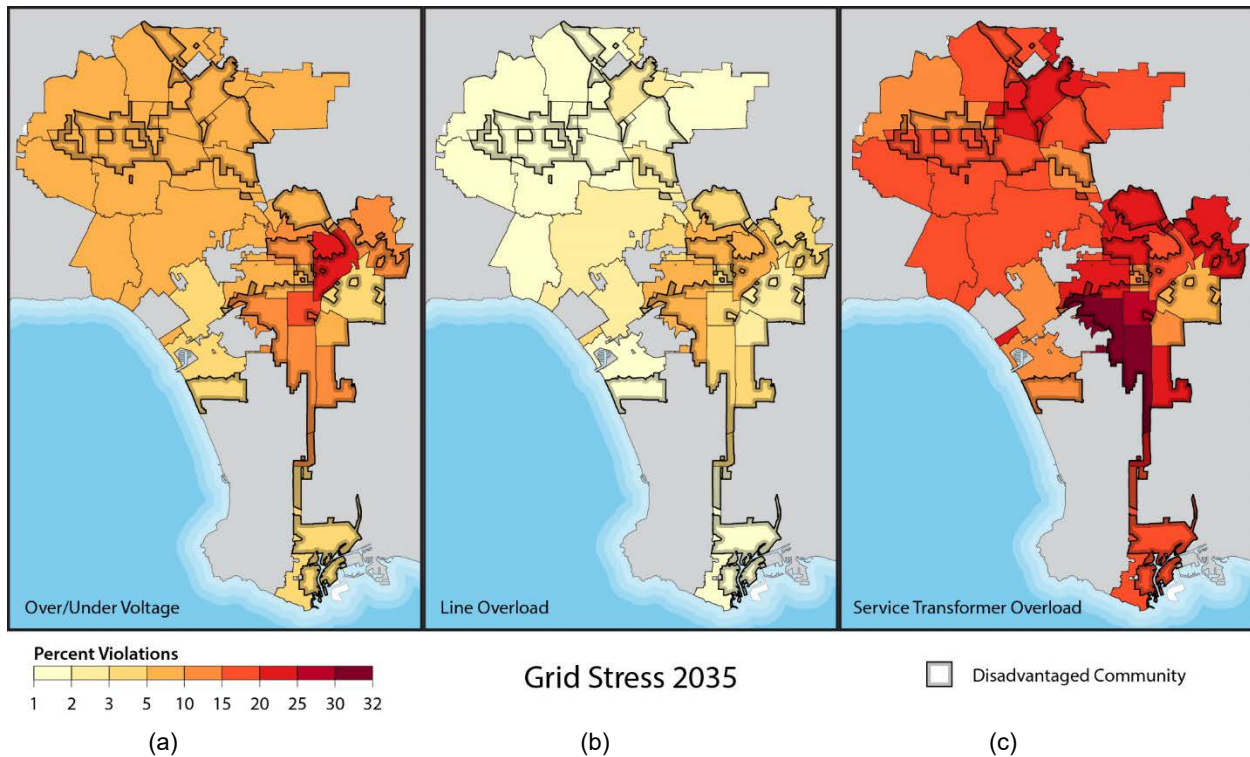 Over/Under Voltage
Line Overload
Service Transformer Overload
Percent Violations
1 2 3 5 10 15 20 25 30 32
Grid Stress 2035
Disadvantaged Community
(a) (b) (c)